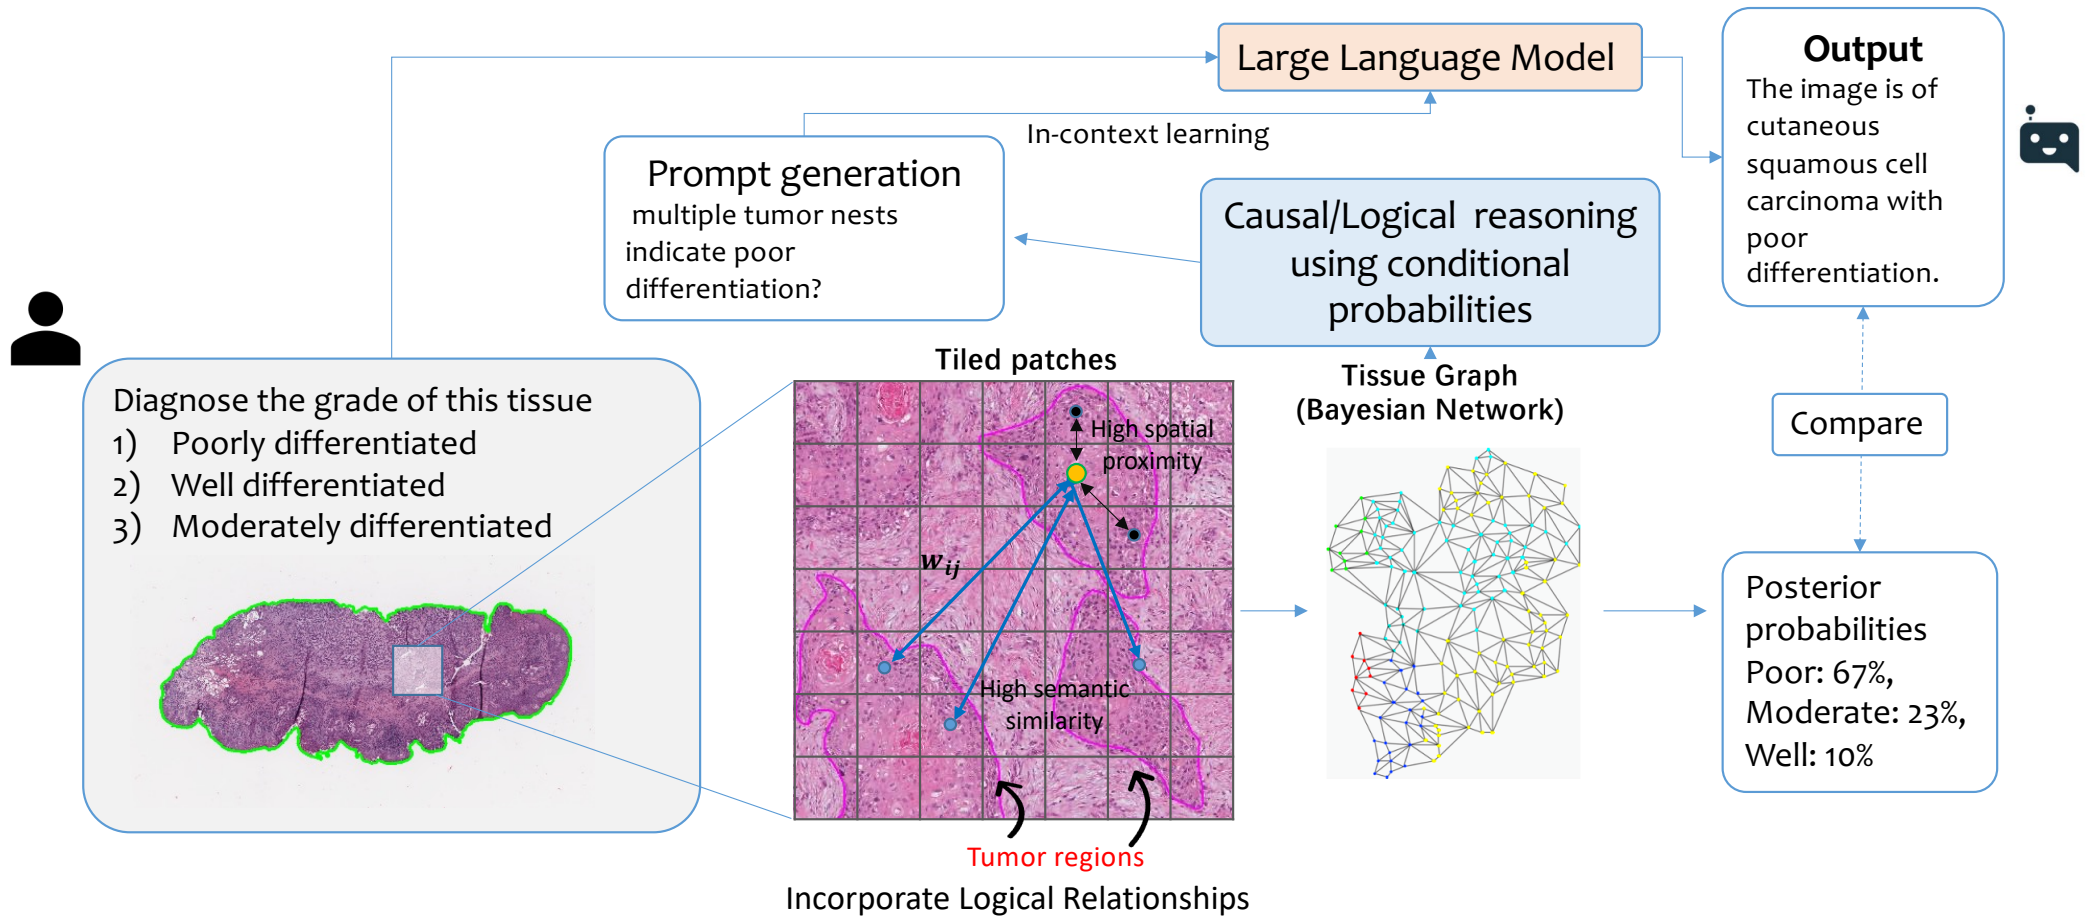 Large Language Model
Output
The image is of
cutaneous
squamous cell
carcinoma with
poor
differentiation.
In-context learning
Prompt generation
multiple tumor nests
indicate poor
differentiation?
Causal/Logical reasoning
using conditional
probabilities
Diagnose the grade of this tissue
1) Poorly differentiated
2) Well differentiated
3) Moderately differentiated
Tiled patches
High spatial
proximity
w_{ij}
High semantic
similarity
Tumor regions
Incorporate Logical Relationships
Tissue Graph
(Bayesian Network)
Compare
Posterior
probabilities
Poor: 67%,
Moderate: 23%,
Well: 10%